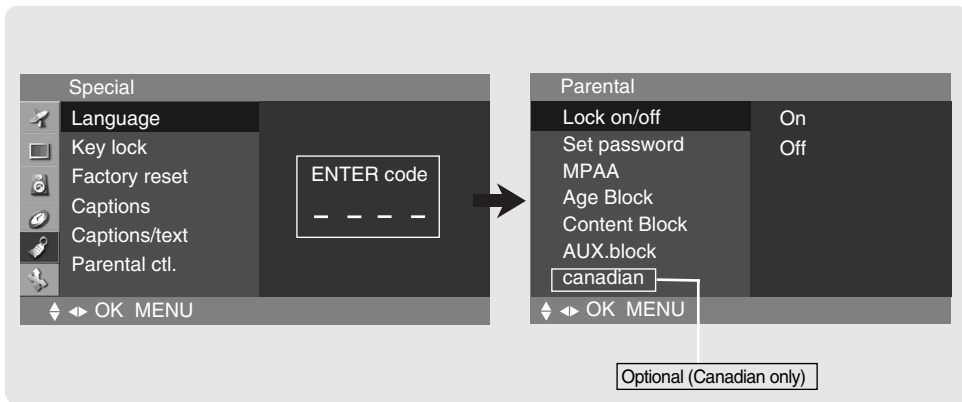 Special
Language
Key lock
Factory reset
Captions
Captions/text
Parental ctl.
ENTER code
_ _ _ _
OK MENU
Parental
Lock on/off
On
Set password
Off
MPAA
Age Block
Content Block
AUX.block
canadian
OK MENU
Optional (Canadian only)